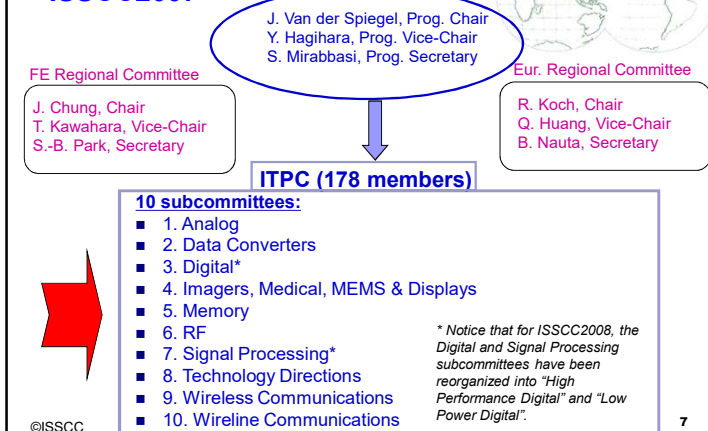 J. Van der Spiegel, Prog. Chair
Y. Hagihara, Prog. Vice-Chair
S. Mirabbasi, Prog. Secretary
FE Regional Committee
J. Chung, Chair
T. Kawahara, Vice-Chair
S.-B. Park, Secretary
Eur. Regional Committee
R. Koch, Chair
Q. Huang, Vice-Chair
B. Nauta, Secretary
ITPC (178 members)
10 subcommittees:
■ 1. Analog
■ 2. Data Converters
■ 3. Digital*
■ 4. Imagers, Medical, MEMS & Displays
■ 5. Memory
■ 6. RF
■ 7. Signal Processing*
■ 8. Technology Directions
■ 9. Wireless Communications
■ 10. Wireline Communications
* Notice that for ISSCC2008, the
Digital and Signal Processing
subcommittees have been
reorganized into “High
Performance Digital” and “Low
Power Digital”.
©ISSCC
7